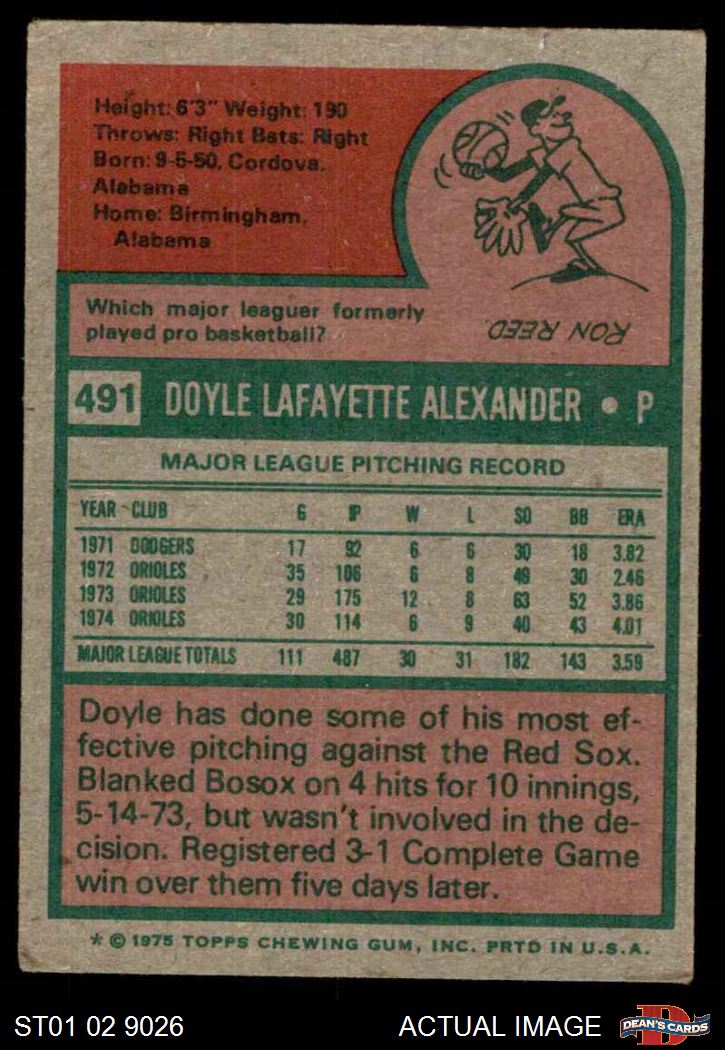 Height: 6'3" Weight: 190
Throws: Right Bats: Right
Born: 9-5-50, Cordova,
Alabama
Home: Birmingham,
Alabama
Which major leaguer formerly
played pro basketball?
RON REED
491 DOYLE LAFAYETTE ALEXANDER • P
MAJOR LEAGUE PITCHING RECORD
YEAR CLUB G IP W L SO BB ERA
1971 DODGERS 17 92 6 6 30 18 3.82
1972 ORIOLES 35 106 6 8 49 30 2.46
1973 ORIOLES 29 175 12 8 63 52 3.86
1974 ORIOLES 30 114 6 9 40 43 4.01
MAJOR LEAGUE TOTALS 111 487 30 31 182 143 3.59
Doyle has done some of his most ef-
fective pitching against the Red Sox.
Blanked Bosox on 4 hits for 10 innings,
5-14-73, but wasn't involved in the de-
cision. Registered 3-1 Complete Game
win over them five days later.
* © 1975 TOPPS CHEWING GUM, INC. PRTD IN U.S.A.
ST01 02 9026 ACTUAL IMAGE D DEAN'S CARDS